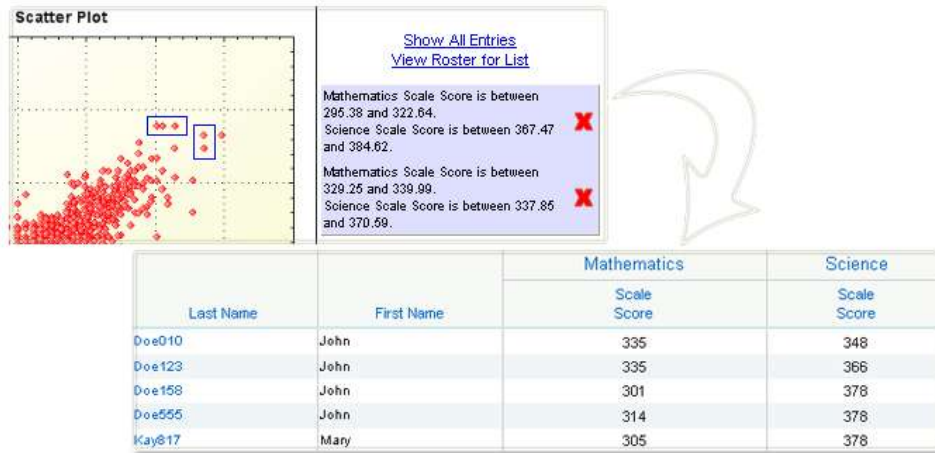 Scatter Plot
Show All Entries
View Roster for List
Mathematics Scale Score is between
295.38 and 322.64.
Science Scale Score is between 367.47
and 384.62.
Mathematics Scale Score is between
329.25 and 339.99.
Science Scale Score is between 337.85
and 370.59.
Mathematics Science
Scale Scale
Last Name First Name Score Score
Doe010 John 335 348
Doe123 John 335 366
Doe158 John 301 378
Doe555 John 314 378
Kay817 Mary 305 378